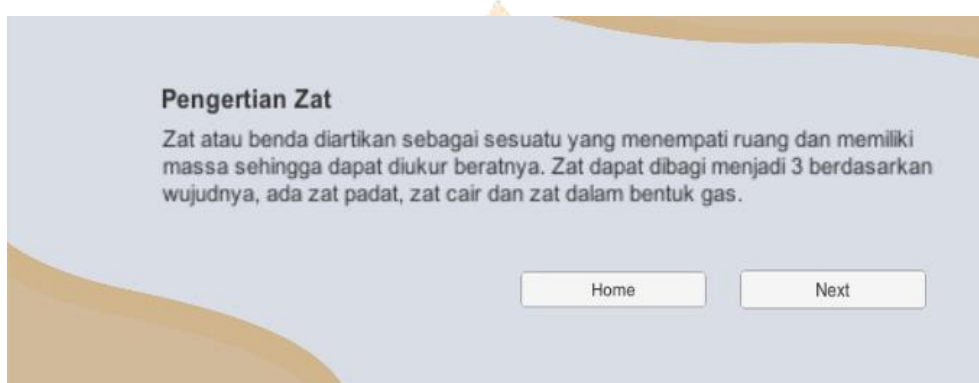 Pengertian Zat
Zat atau benda diartikan sebagai sesuatu yang menempati ruang dan memiliki
massa sehingga dapat diukur beratnya. Zat dapat dibagi menjadi 3 berdasarkan
wujudnya, ada zat padat, zat cair dan zat dalam bentuk gas.
Home
Next